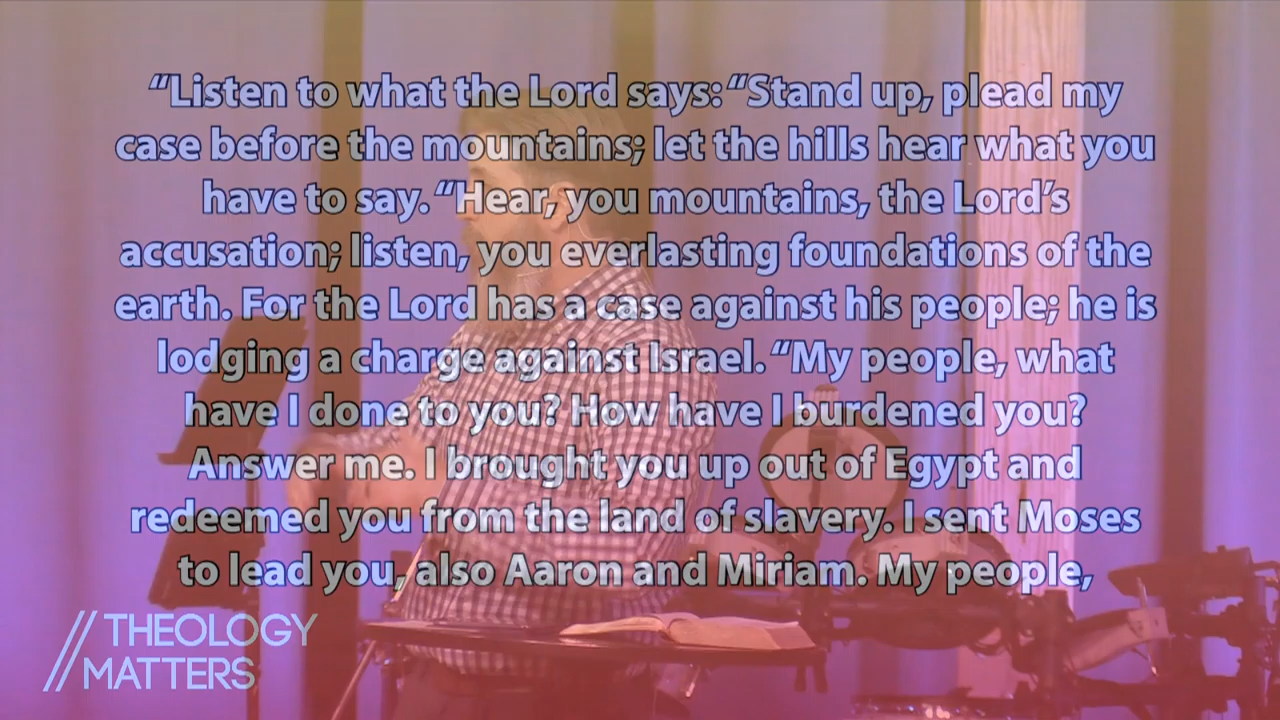 “Listen to what the Lord says: “Stand up, plead my
case before the mountains; let the hills hear what you
have to say. “Hear, you mountains, the Lord’s
accusation; listen, you everlasting foundations of the
earth. For the Lord has a case against his people; he is
lodging a charge against Israel. “My people, what
have I done to you? How have I burdened you?
Answer me. I brought you up out of Egypt and
redeemed you from the land of slavery. I sent Moses
to lead you, also Aaron and Miriam. My people,
// THEOLOGY
MATTERS